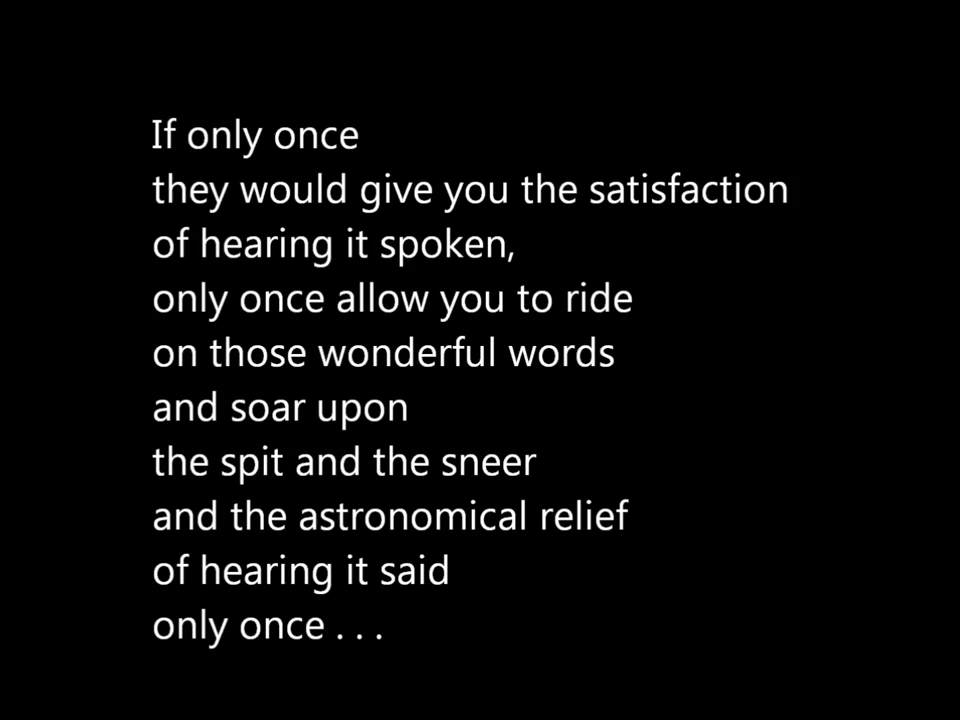 If only once
they would give you the satisfaction
of hearing it spoken,
only once allow you to ride
on those wonderful words
and soar upon
the spit and the sneer
and the astronomical relief
of hearing it said
only once . . .